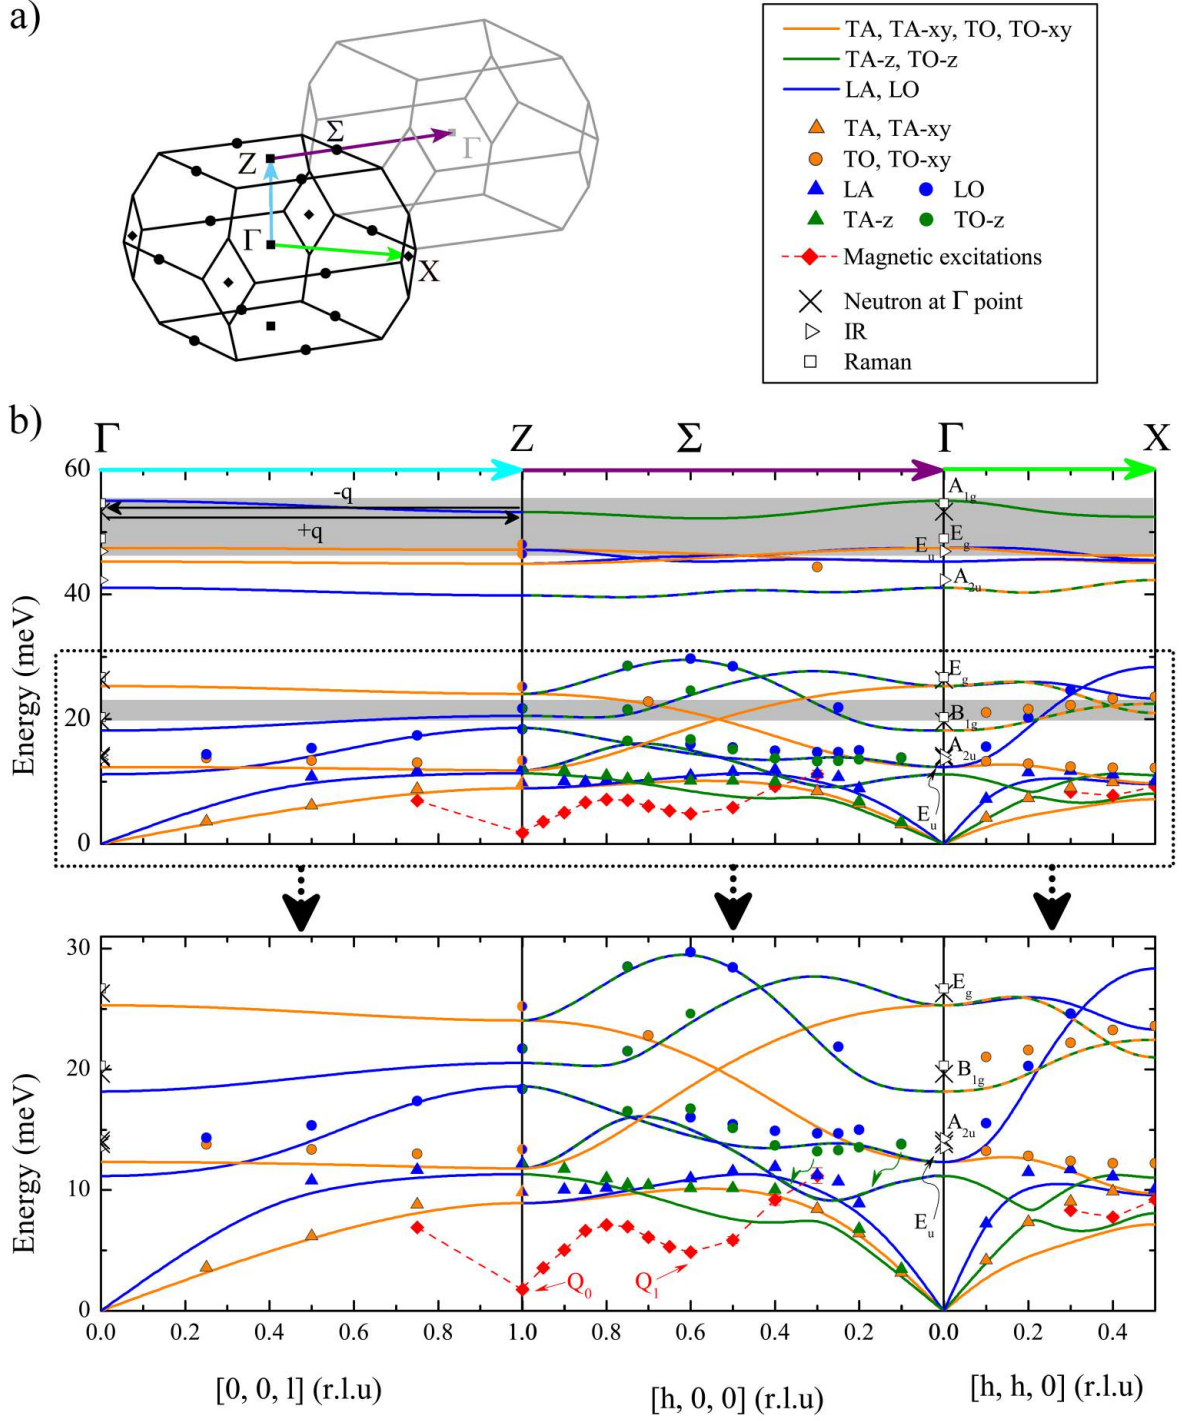 a)
Σ
Z
Γ
Γ
X
TA, TA-xy, TO, TO-xy
TA-z, TO-z
LA, LO
TA, TA-xy
TO, TO-xy
LA LO
TA-z TO-z
Magnetic excitations
Neutron at Γ point
IR
Raman
b)
Γ Z Σ Γ X
60
40
20
0
Energy (meV)
-q
+q
A1g
Eg
Eu
A2u
Eg
B1g
A2u
Eu
30
20
10
0
Energy (meV)
Eg
B1g
A2u
Eu
Q0
Q1
0.0 0.2 0.4 0.6 0.8 1.0 0.8 0.6 0.4 0.2 0.0 0.2 0.4
[0, 0, l] (r.l.u) [h, 0, 0] (r.l.u) [h, h, 0] (r.l.u)